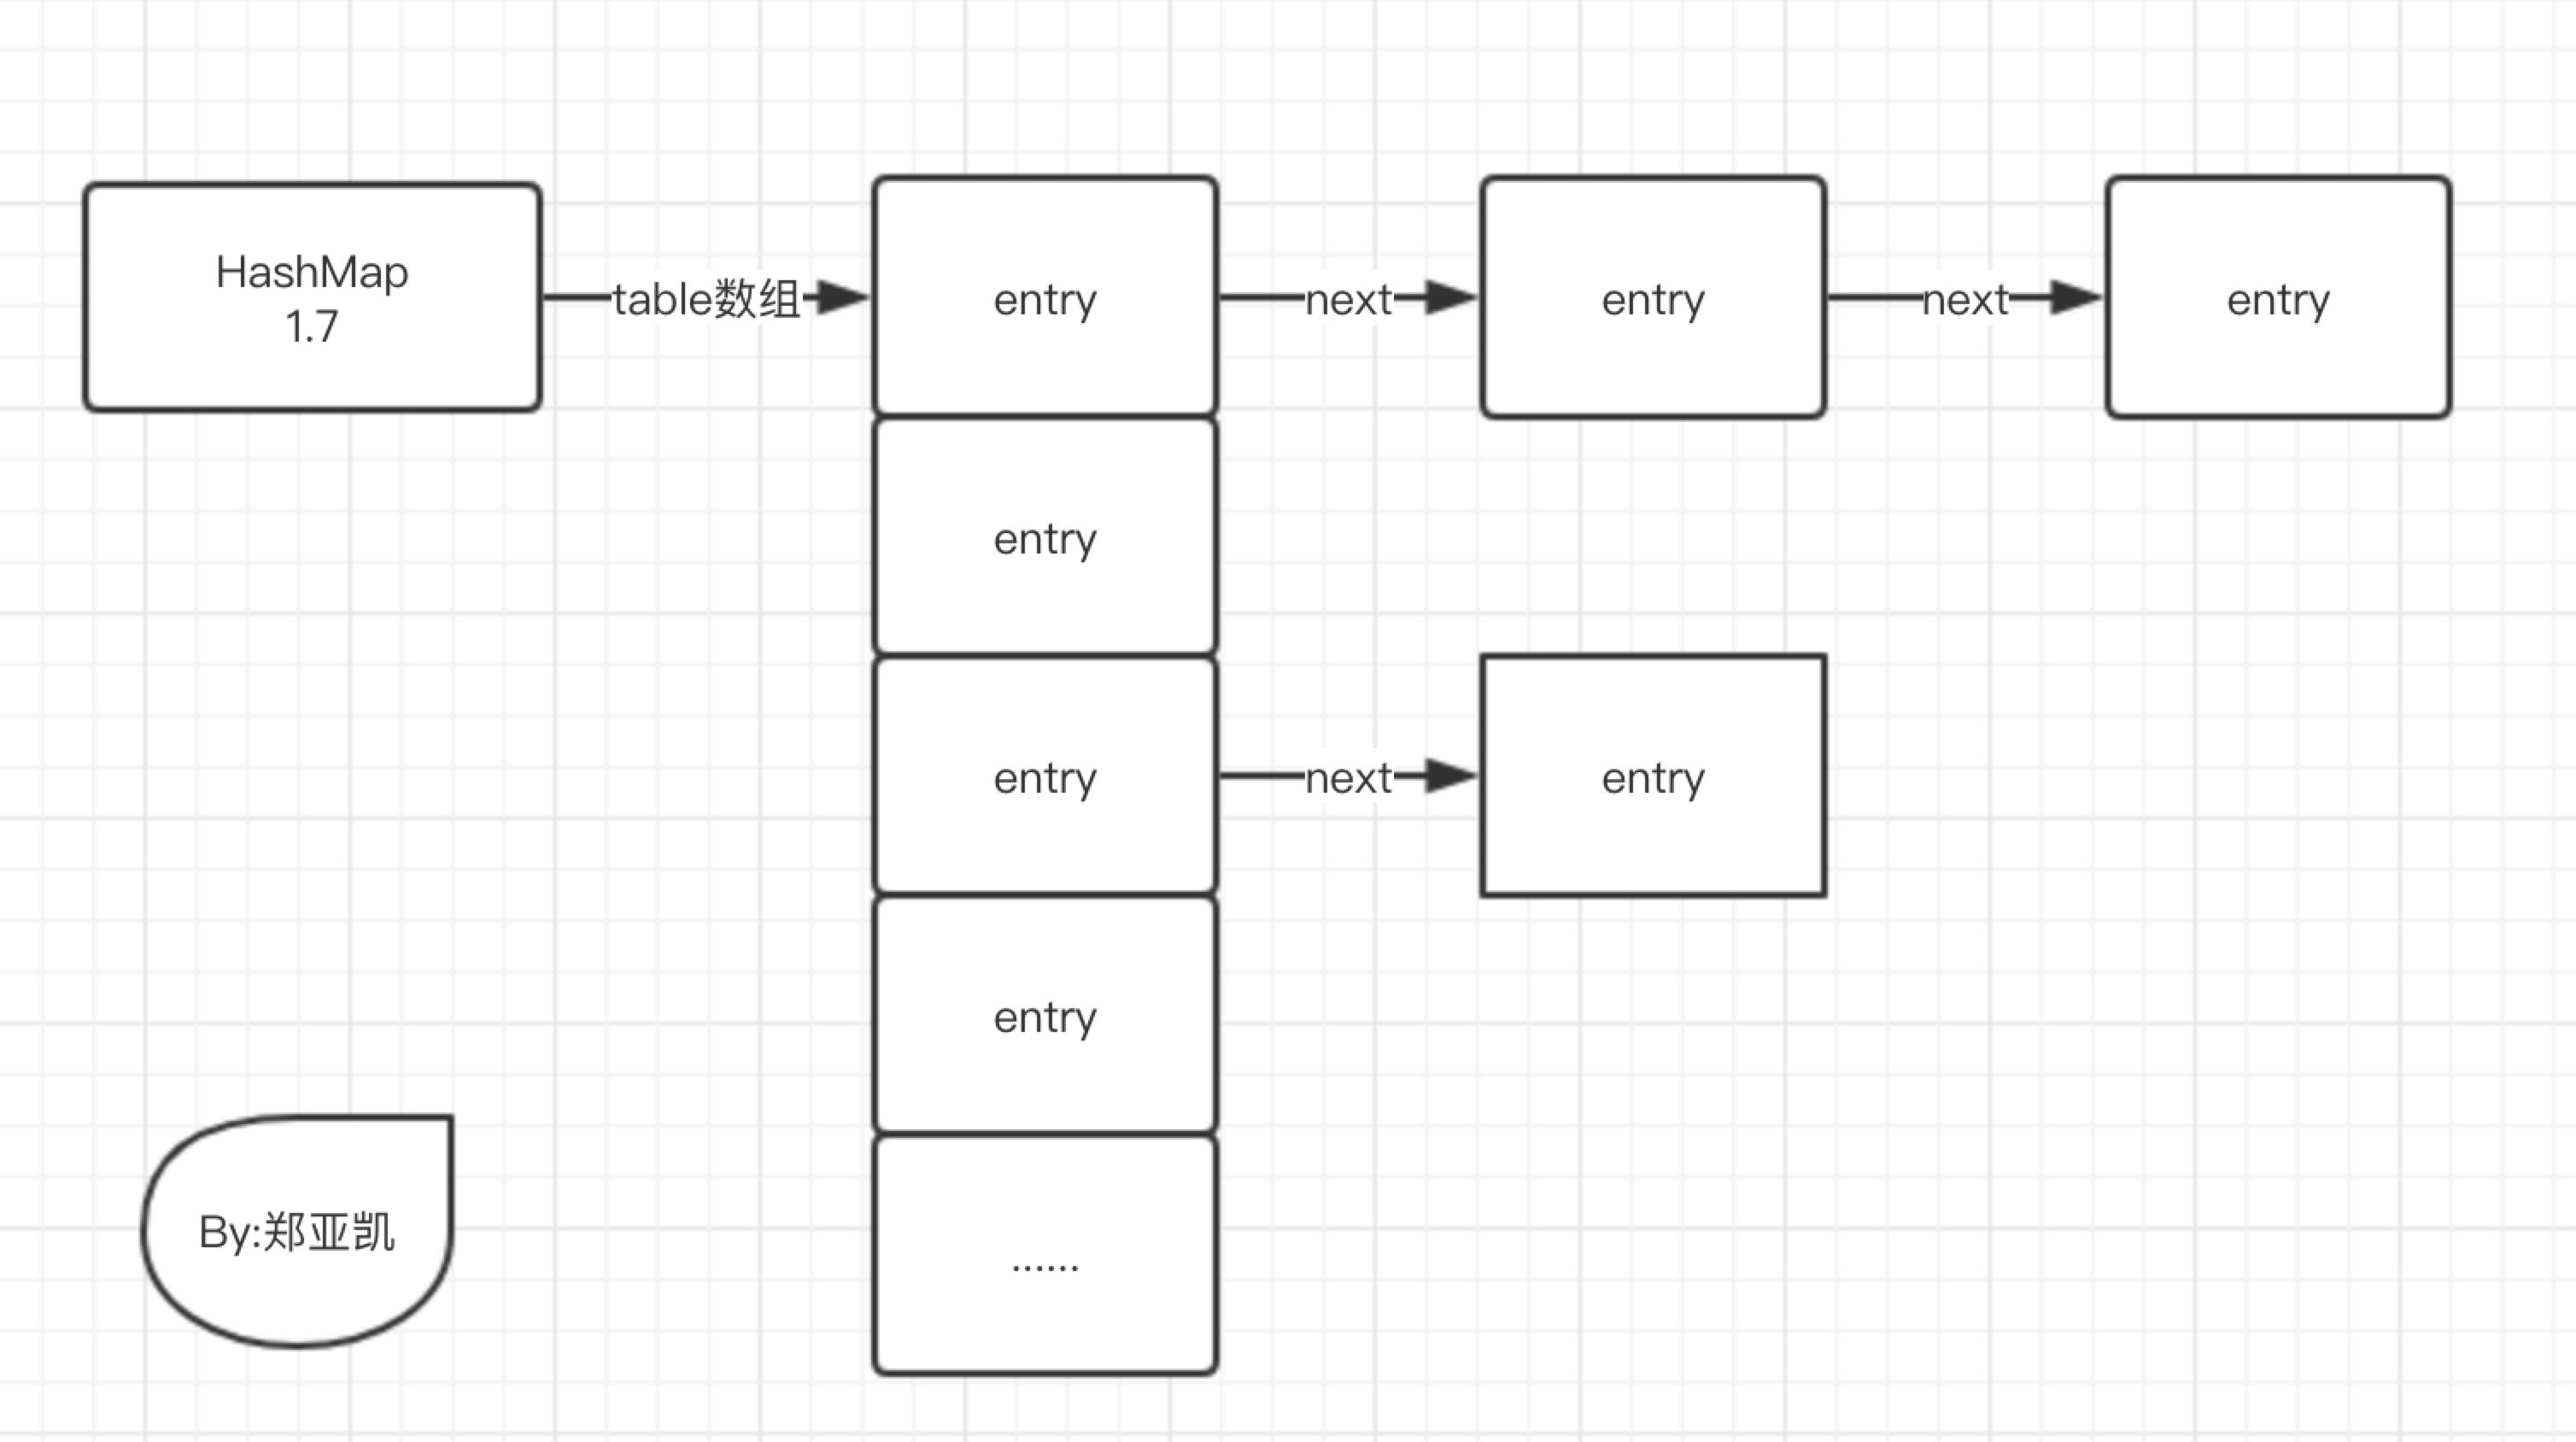 HashMap
1.7
table数组
entry
next
entry
next
entry
entry
entry
next
entry
entry
......
By:郑亚凯